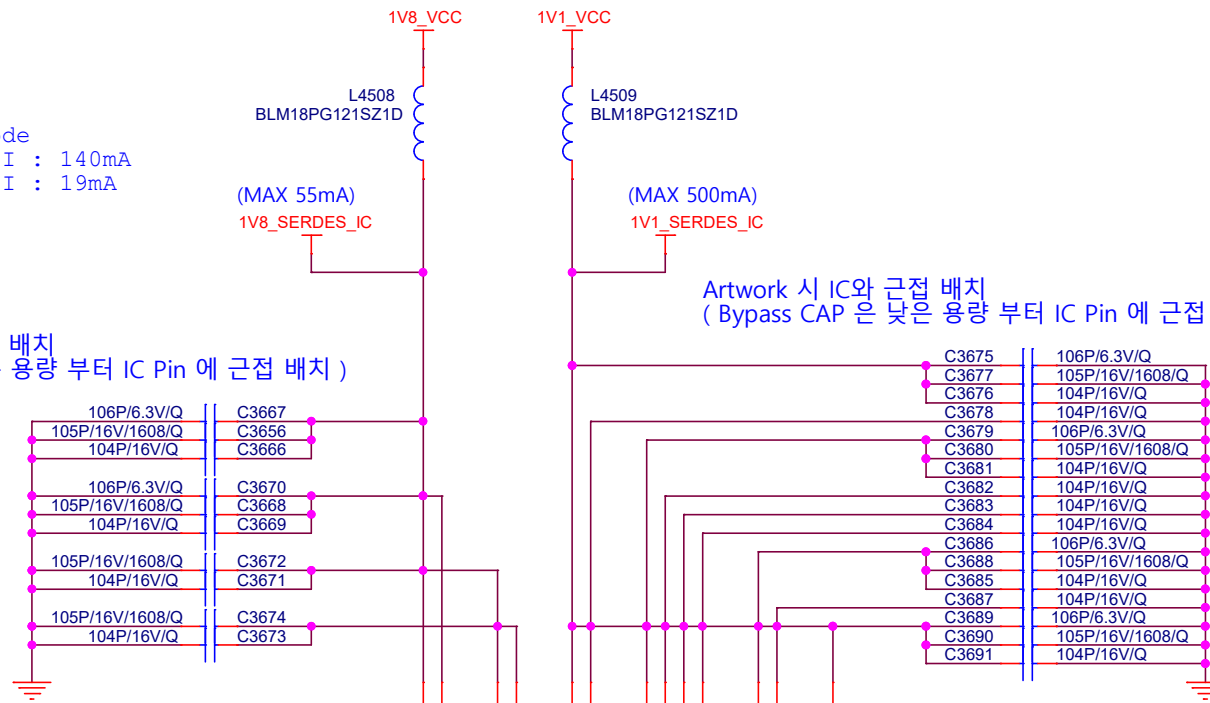 1V8_VCC
1V1_VCC
L4508
BLM18PG121SZ1D
L4509
BLM18PG121SZ1D
de
I : 140mA
I : 19mA
(MAX 55mA)
1V8_SERDES_IC
(MAX 500mA)
1V1_SERDES_IC
Artwork 시 IC와 근접 배치
( Bypass CAP 은 낮은 용량 부터 IC Pin 에 근접
배치
용량 부터 IC Pin 에 근접 배치 )
106P/6.3V/Q C3667
105P/16V/1608/Q C3656
104P/16V/Q C3666
106P/6.3V/Q C3670
105P/16V/1608/Q C3668
104P/16V/Q C3669
105P/16V/1608/Q C3672
104P/16V/Q C3671
105P/16V/1608/Q C3674
104P/16V/Q C3673
C3675 106P/6.3V/Q
C3677 105P/16V/1608/Q
C3676 104P/16V/Q
C3678 104P/16V/Q
C3679 106P/6.3V/Q
C3680 105P/16V/1608/Q
C3681 104P/16V/Q
C3682 104P/16V/Q
C3683 104P/16V/Q
C3684 104P/16V/Q
C3686 106P/6.3V/Q
C3688 105P/16V/1608/Q
C3685 104P/16V/Q
C3687 104P/16V/Q
C3689 106P/6.3V/Q
C3690 105P/16V/1608/Q
C3691 104P/16V/Q